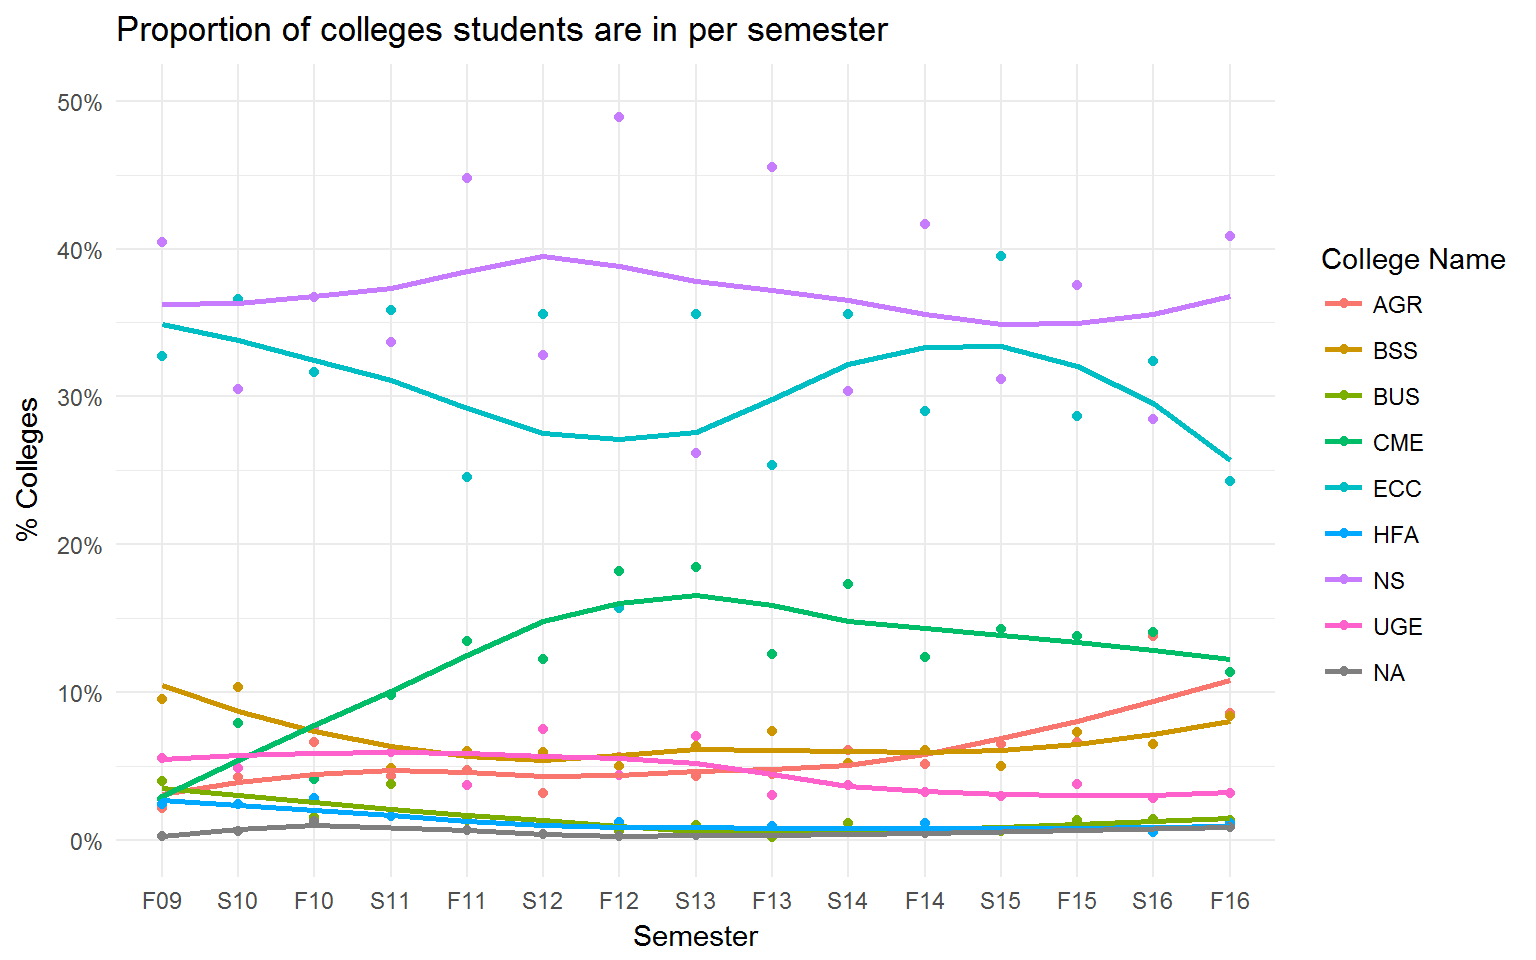 Proportion of colleges students are in per semester
50%
40%
30%
20%
10%
0%
% Colleges
F09 S10 F10 S11 F11 S12 F12 S13 F13 S14 F14 S15 F15 S16 F16
Semester
College Name
AGR
BSS
BUS
CME
ECC
HFA
NS
UGE
NA